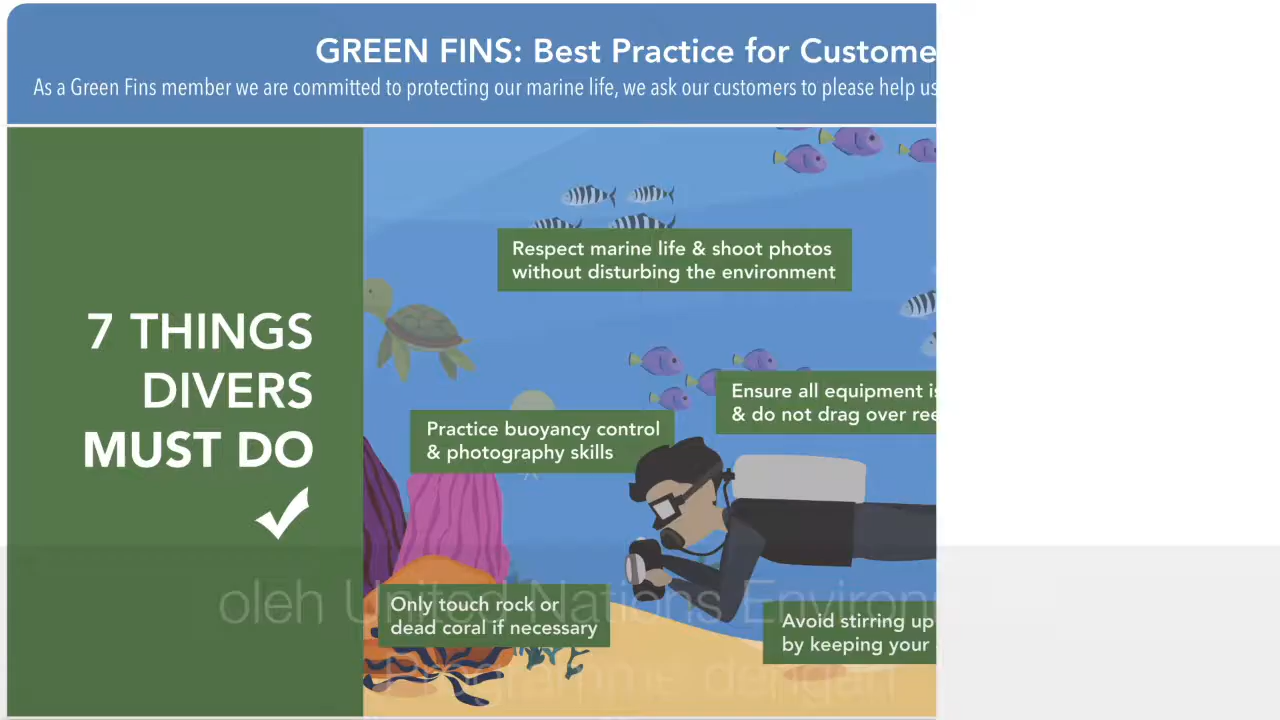 GREEN FINS: Best Practice for Custome
As a Green Fins member we are committed to protecting our marine life, we ask our customers to please help us
Respect marine life & shoot photos
without disturbing the environment
7 THINGS
DIVERS
MUST DO
Ensure all equipment is
& do not drag over ree
Practice buoyancy control
& photography skills
Only touch rock or
dead coral if necessary
Avoid stirring up
by keeping your
oleh United Nations Environ
Programme dengan